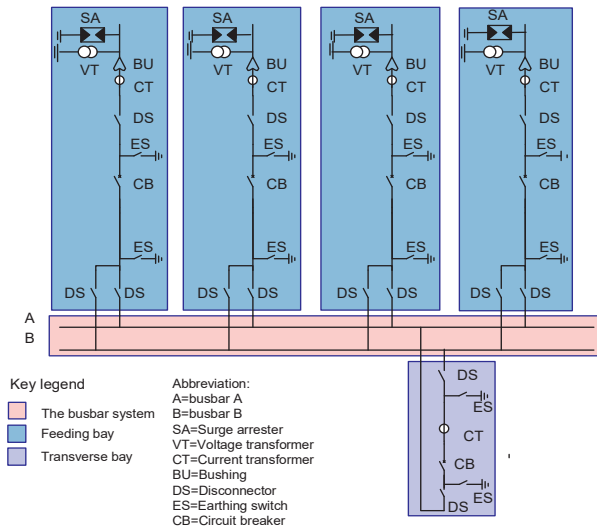 SA
VT
BU
CT
DS
ES
CB
ES
DS DS
SA
VT
BU
CT
DS
ES
CB
ES
DS DS
SA
VT
BU
CT
DS
ES
CB
ES
DS DS
SA
VT
BU
CT
DS
ES
CB
ES
DS DS
A
B
DS
ES
CT
CB
ES
DS
Key legend
The busbar system
Feeding bay
Transverse bay
Abbreviation:
A=busbar A
B=busbar B
SA=Surge arrester
VT=Voltage transformer
CT=Current transformer
BU=Bushing
DS=Disconnector
ES=Earthing switch
CB=Circuit breaker